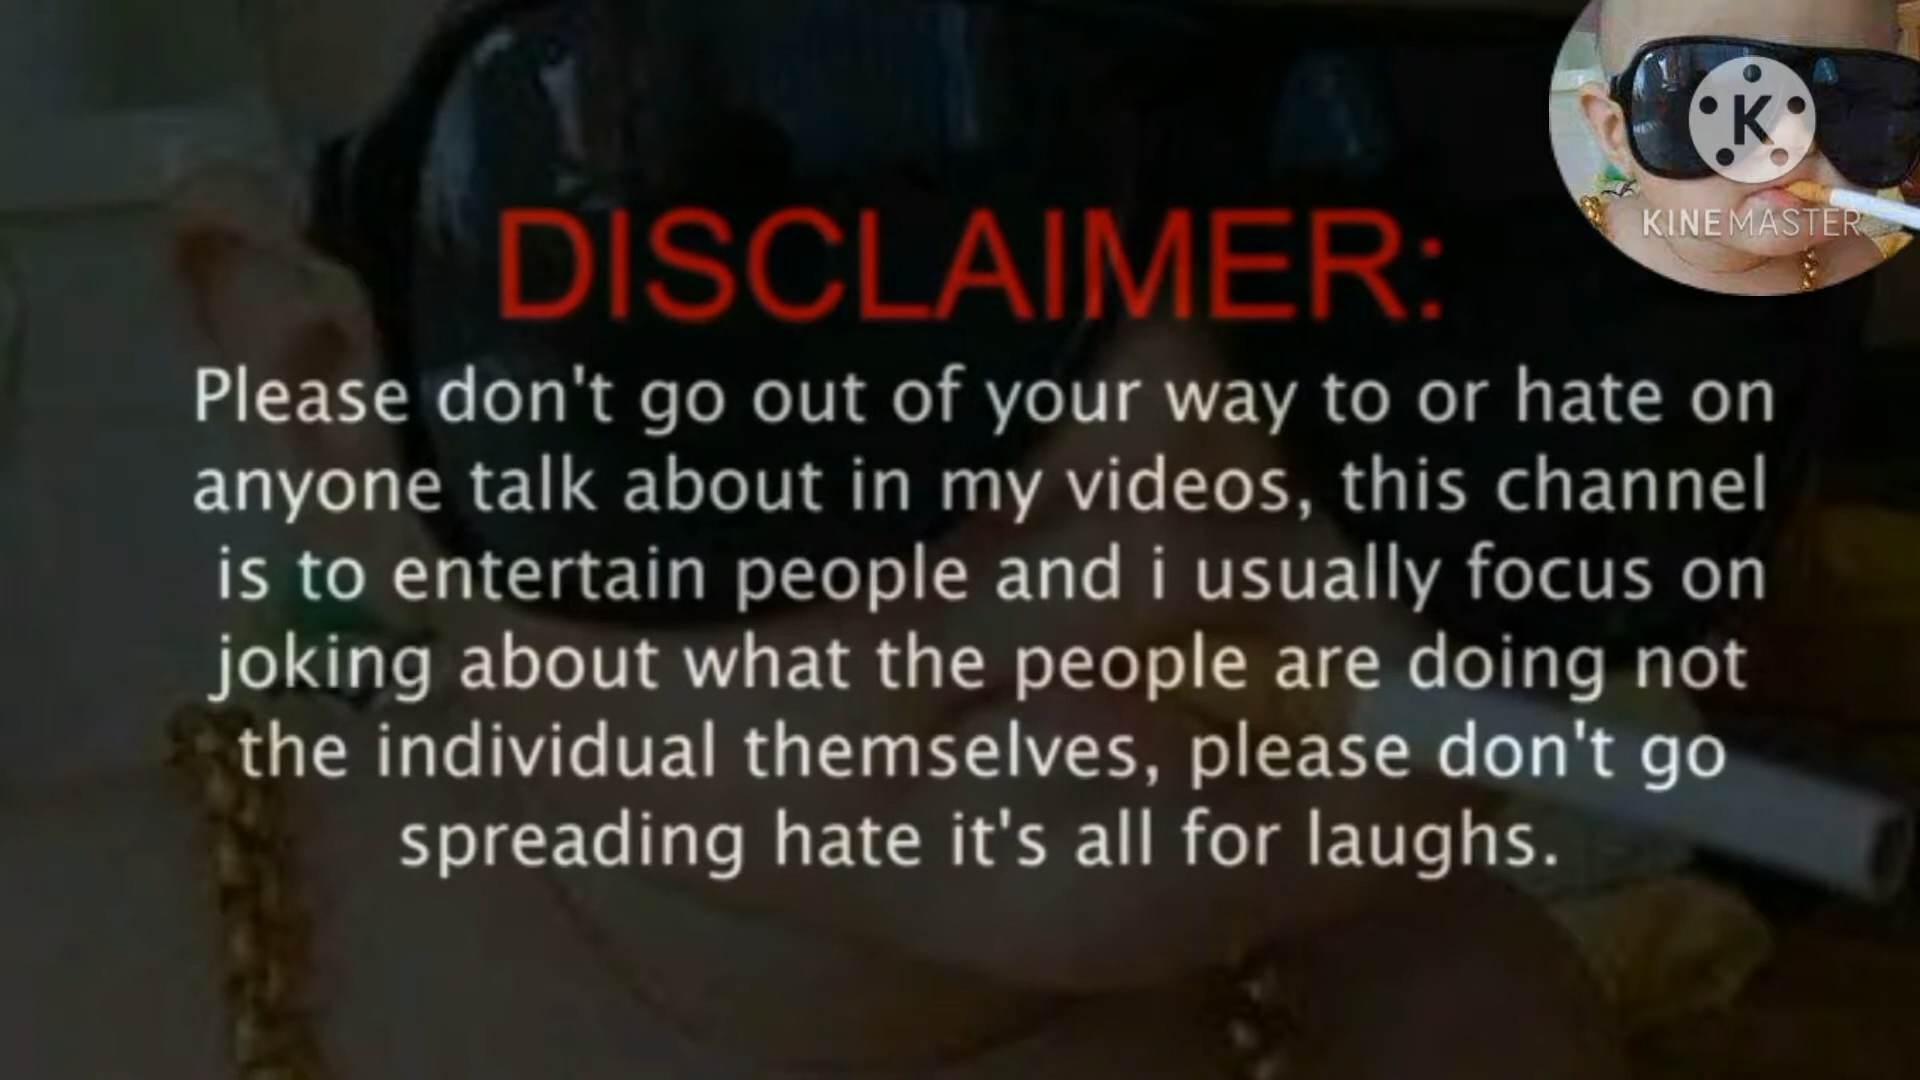 DISCLAIMER:
Please don't go out of your way to or hate on
anyone talk about in my videos, this channel
is to entertain people and i usually focus on
joking about what the people are doing not
the individual themselves, please don't go
spreading hate it's all for laughs.
K
KINEMASTER